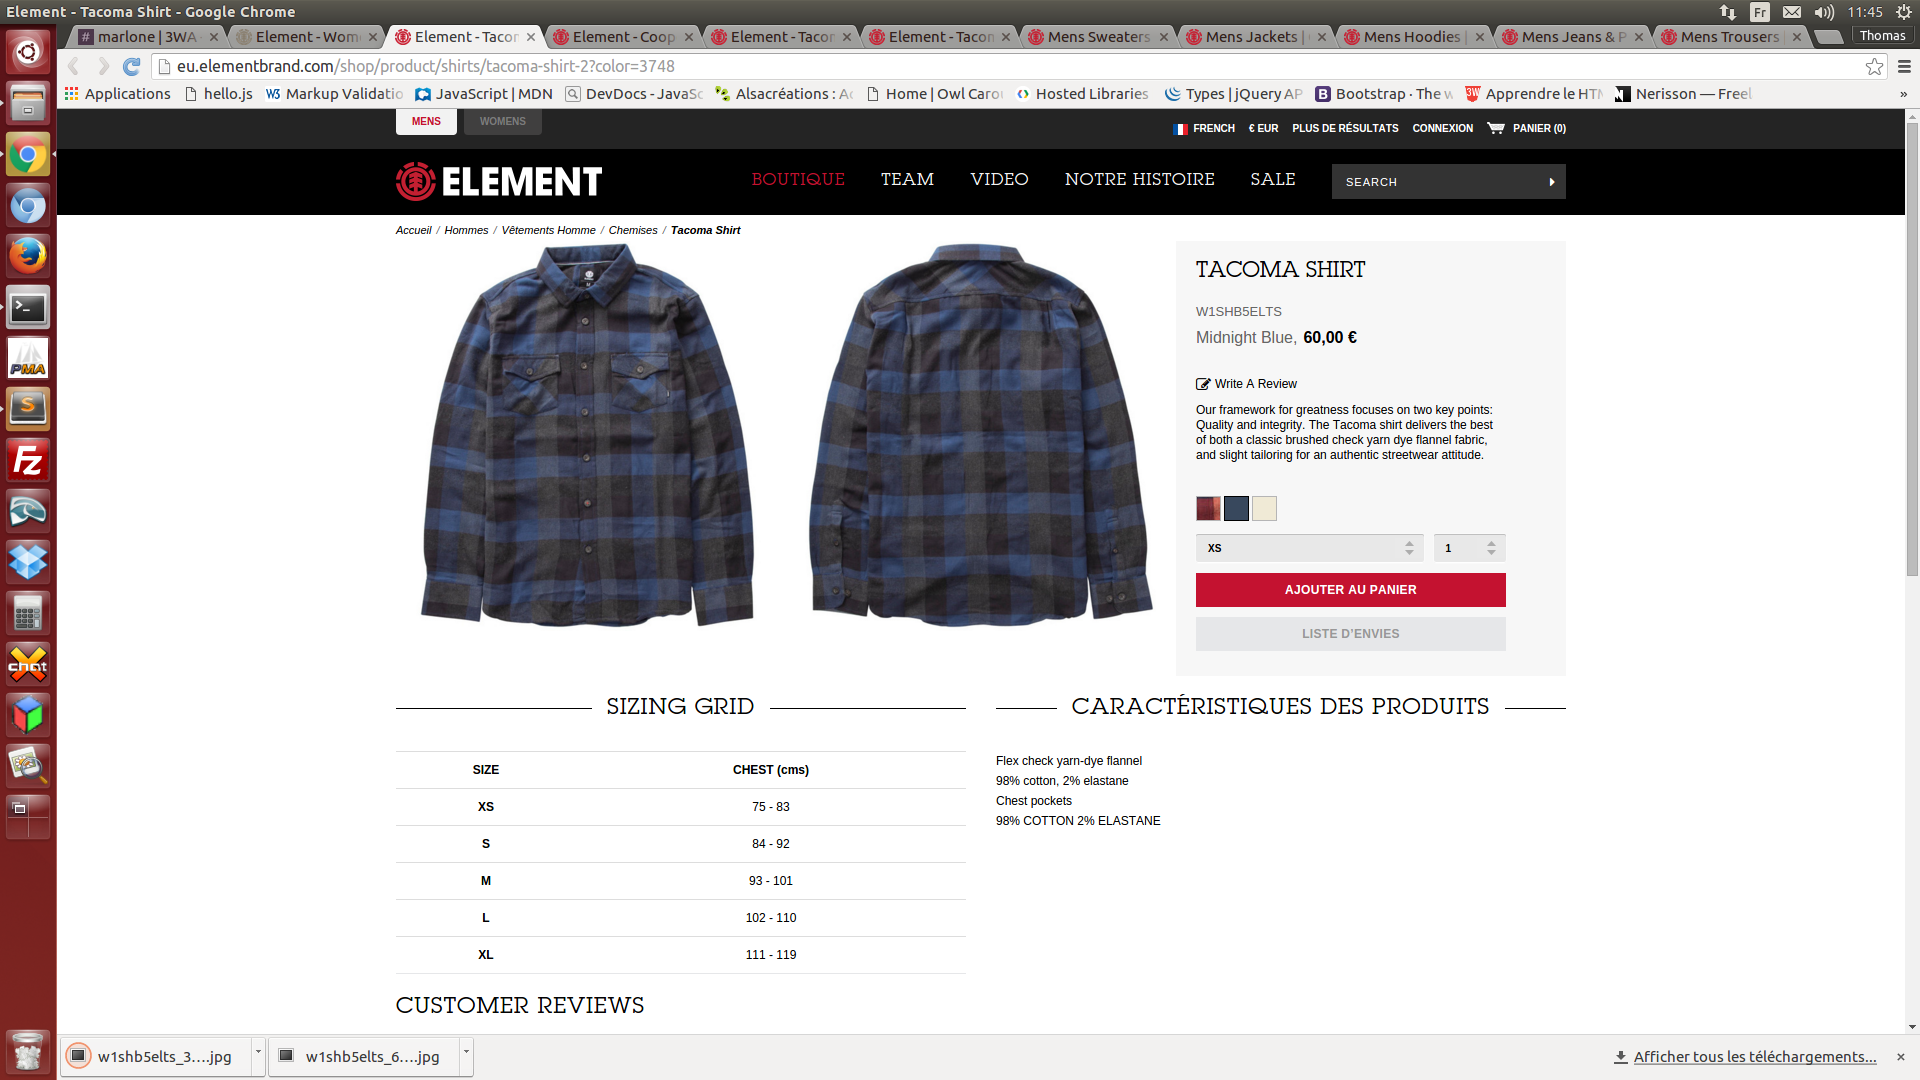 Element - Tacoma Shirt - Google Chrome
Fr
11:45
# marlone | 3WA
Element - Wom
Element - Tacon
Element - Coop
Element - Tacon
Element - Tacon
Mens Sweaters
Mens Jackets |
Mens Hoodies |
Mens Jeans & P
Mens Trousers
Thomas
eu.elementbrand.com/shop/product/shirts/tacoma-shirt-2?color=3748
Applications
hello.js
W3 Markup Validatio
JavaScript | MDN
DevDocs - JavaSc
Alsacréations : Ac
Home | Owl Carou
Hosted Libraries
Types | jQuery AP
B Bootstrap · The w
3W Apprendre le HTM
Nerisson — Freel
»
MENS
WOMENS
FRENCH
€ EUR
PLUS DE RÉSULTATS
CONNEXION
PANIER (0)
ELEMENT
BOUTIQUE
TEAM
VIDEO
NOTRE HISTOIRE
SALE
SEARCH
Accueil / Hommes / Vêtements Homme / Chemises / Tacoma Shirt
TACOMA SHIRT
W1SHB5ELTS
Midnight Blue, 60,00 €
Write A Review
Our framework for greatness focuses on two key points:
Quality and integrity. The Tacoma shirt delivers the best
of both a classic brushed check yarn dye flannel fabric,
and slight tailoring for an authentic streetwear attitude.
XS
1
AJOUTER AU PANIER
LISTE D'ENVIES
SIZING GRID
SIZE CHEST (cms)
XS 75 - 83
S 84 - 92
M 93 - 101
L 102 - 110
XL 111 - 119
CARACTÉRISTIQUES DES PRODUITS
Flex check yarn-dye flannel
98% cotton, 2% elastane
Chest pockets
98% COTTON 2% ELASTANE
CUSTOMER REVIEWS
>_
PMA
S
Fz
X
chat
w1shb5elts_3....jpg
w1shb5elts_6....jpg
Afficher tous les téléchargements...